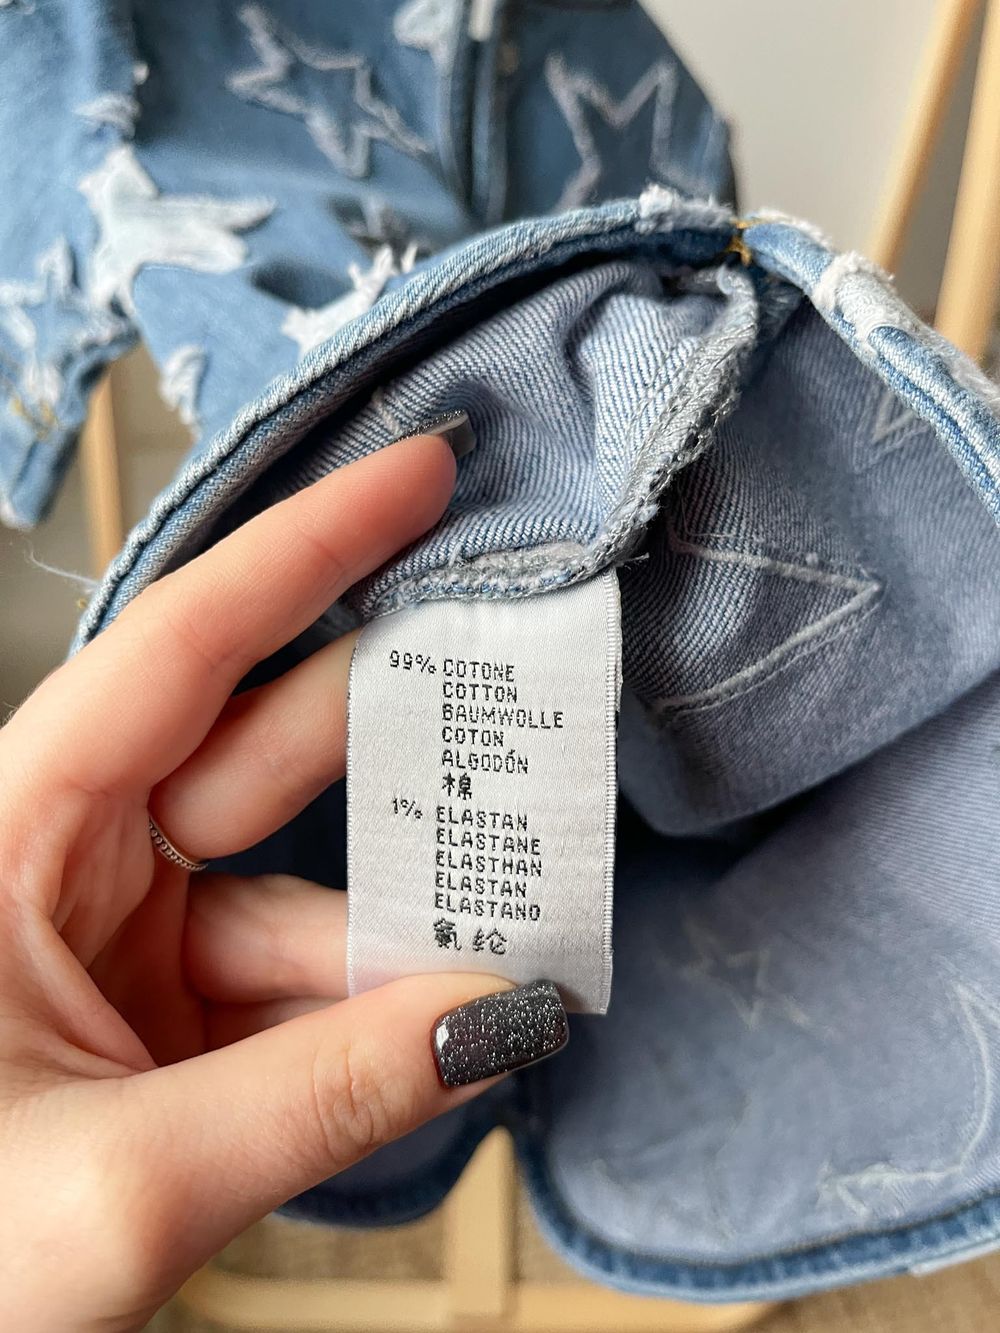 99% COTONE
COTTON
BAUMWOLLE
COTON
ALGODÓN
棉
1% ELASTAN
ELASTANE
ELASTHAN
ELASTAN
ELASTANO
氨纶